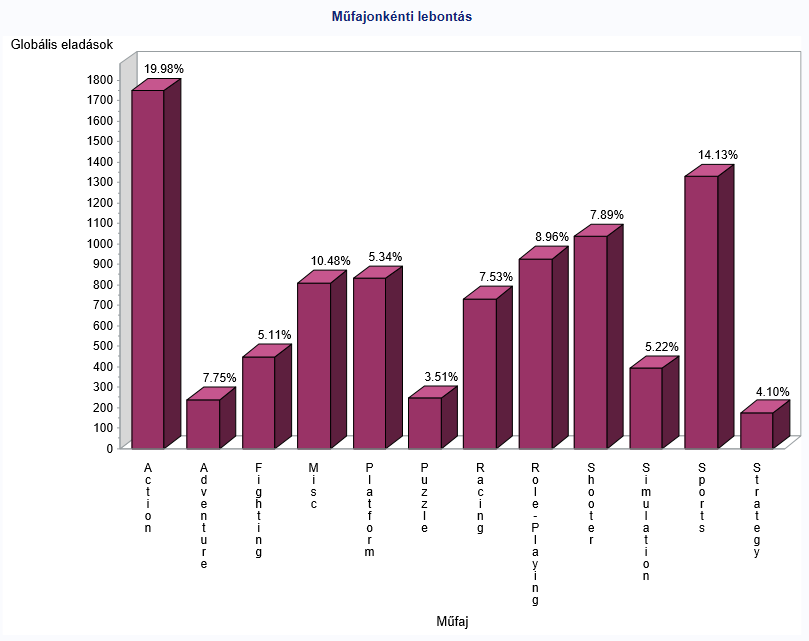 Műfajonkénti lebontás
Globális eladások
1800
1700
1600
1500
1400
1300
1200
1100
1000
900
800
700
600
500
400
300
200
100
0
19.98%
7.75%
5.11%
10.48%
5.34%
3.51%
7.53%
8.96%
7.89%
5.22%
14.13%
4.10%
Action
Adventure
Fighting
Misc
Platform
Puzzle
Racing
Role-Playing
Shooter
Simulation
Sports
Strategy
Műfaj